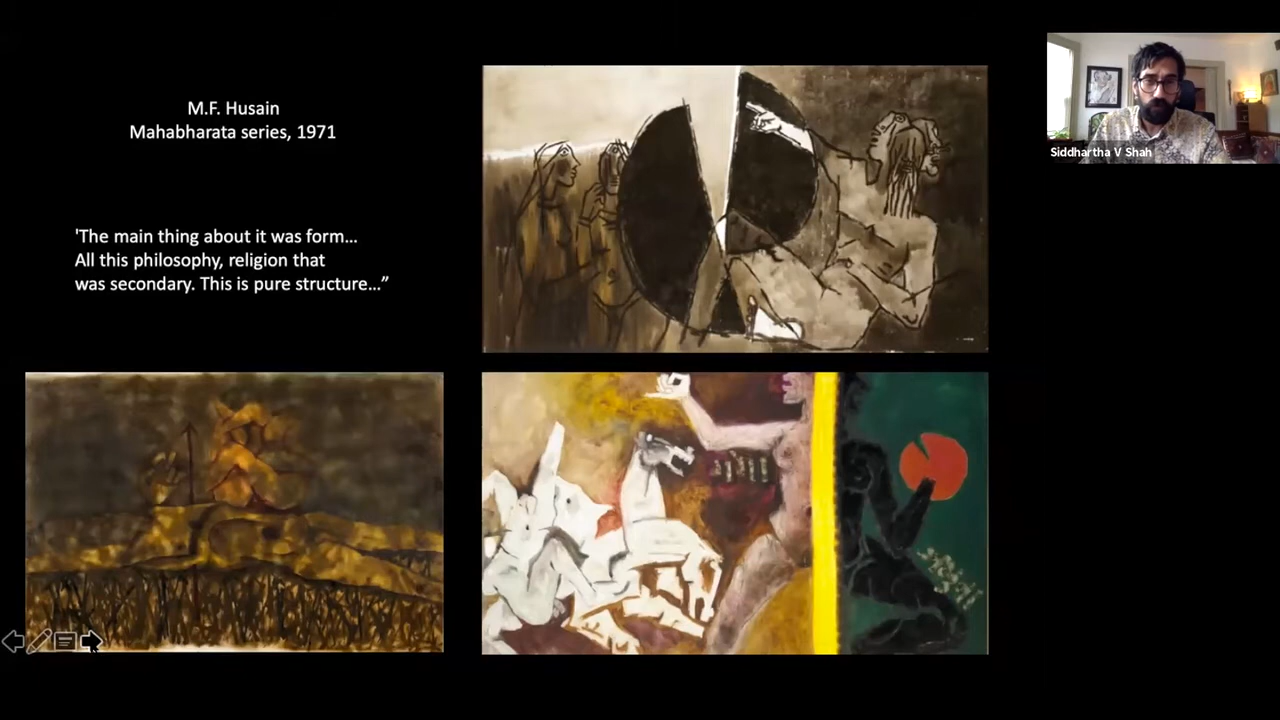 M.F. Husain
Mahabharata series, 1971
'The main thing about it was form...
All this philosophy, religion that
was secondary. This is pure structure...”
Siddhartha V Shah